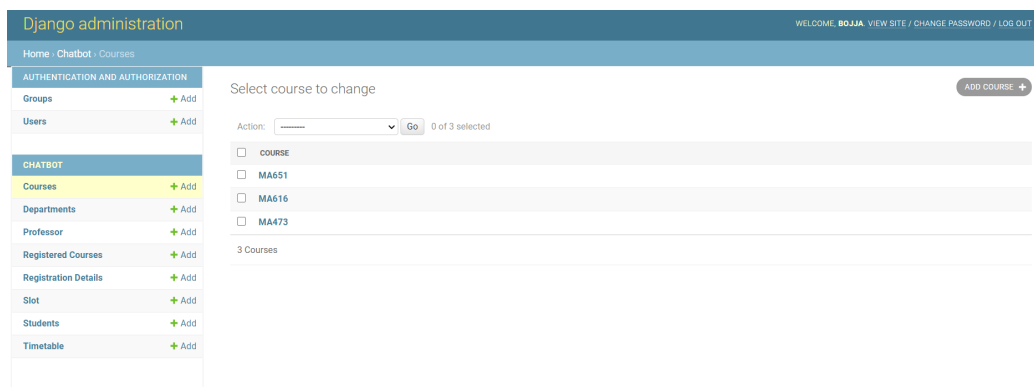 Django administration
WELCOME, BOJJA. VIEW SITE / CHANGE PASSWORD / LOG OUT
Home › Chatbot › Courses
AUTHENTICATION AND AUTHORIZATION
Groups + Add
Users + Add
CHATBOT
Courses + Add
Departments + Add
Professor + Add
Registered Courses + Add
Registration Details + Add
Slot + Add
Students + Add
Timetable + Add
Select course to change
ADD COURSE +
Action: --------- Go 0 of 3 selected
COURSE
MA651
MA616
MA473
3 Courses